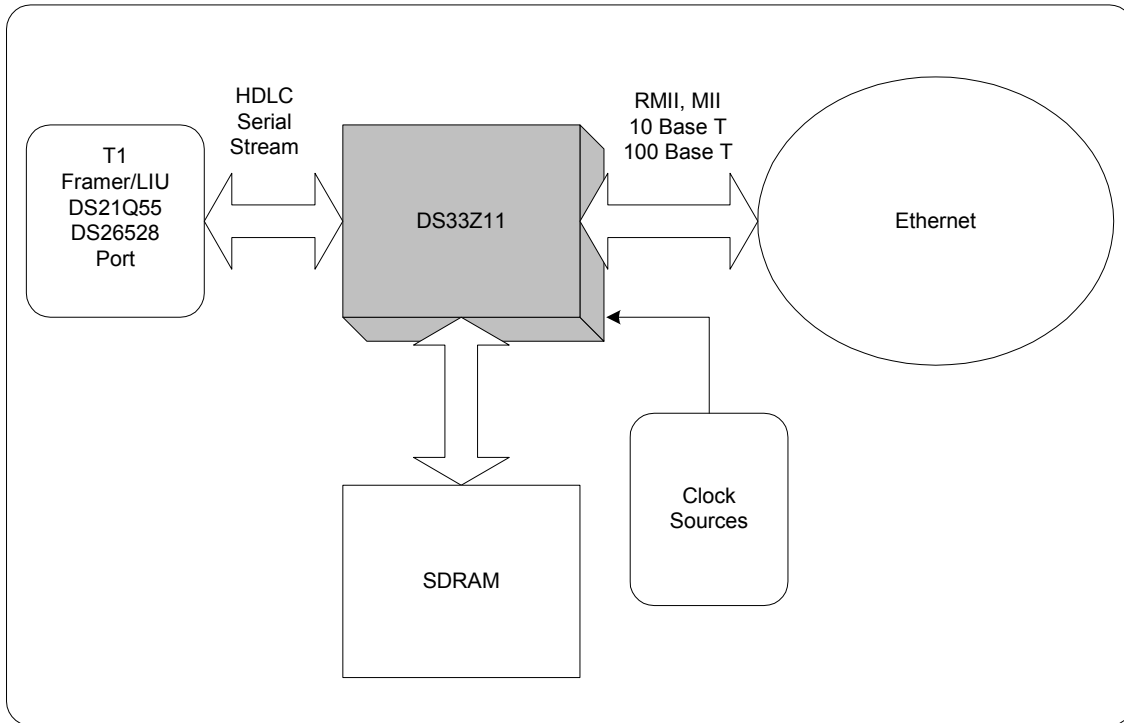 HDLC
Serial
Stream
RMII, MII
10 Base T
100 Base T
T1
Framer/LIU
DS21Q55
DS26528
Port
DS33Z11
Ethernet
Clock
Sources
SDRAM